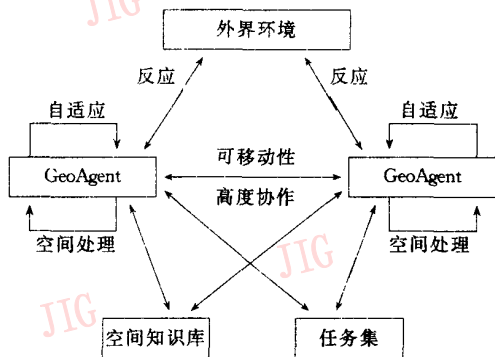 JIG
外界环境
反应
反应
自适应
自适应
可移动性
GeoAgent
GeoAgent
高度协作
空间处理
空间处理
JIG
JIG
空间知识库
任务集